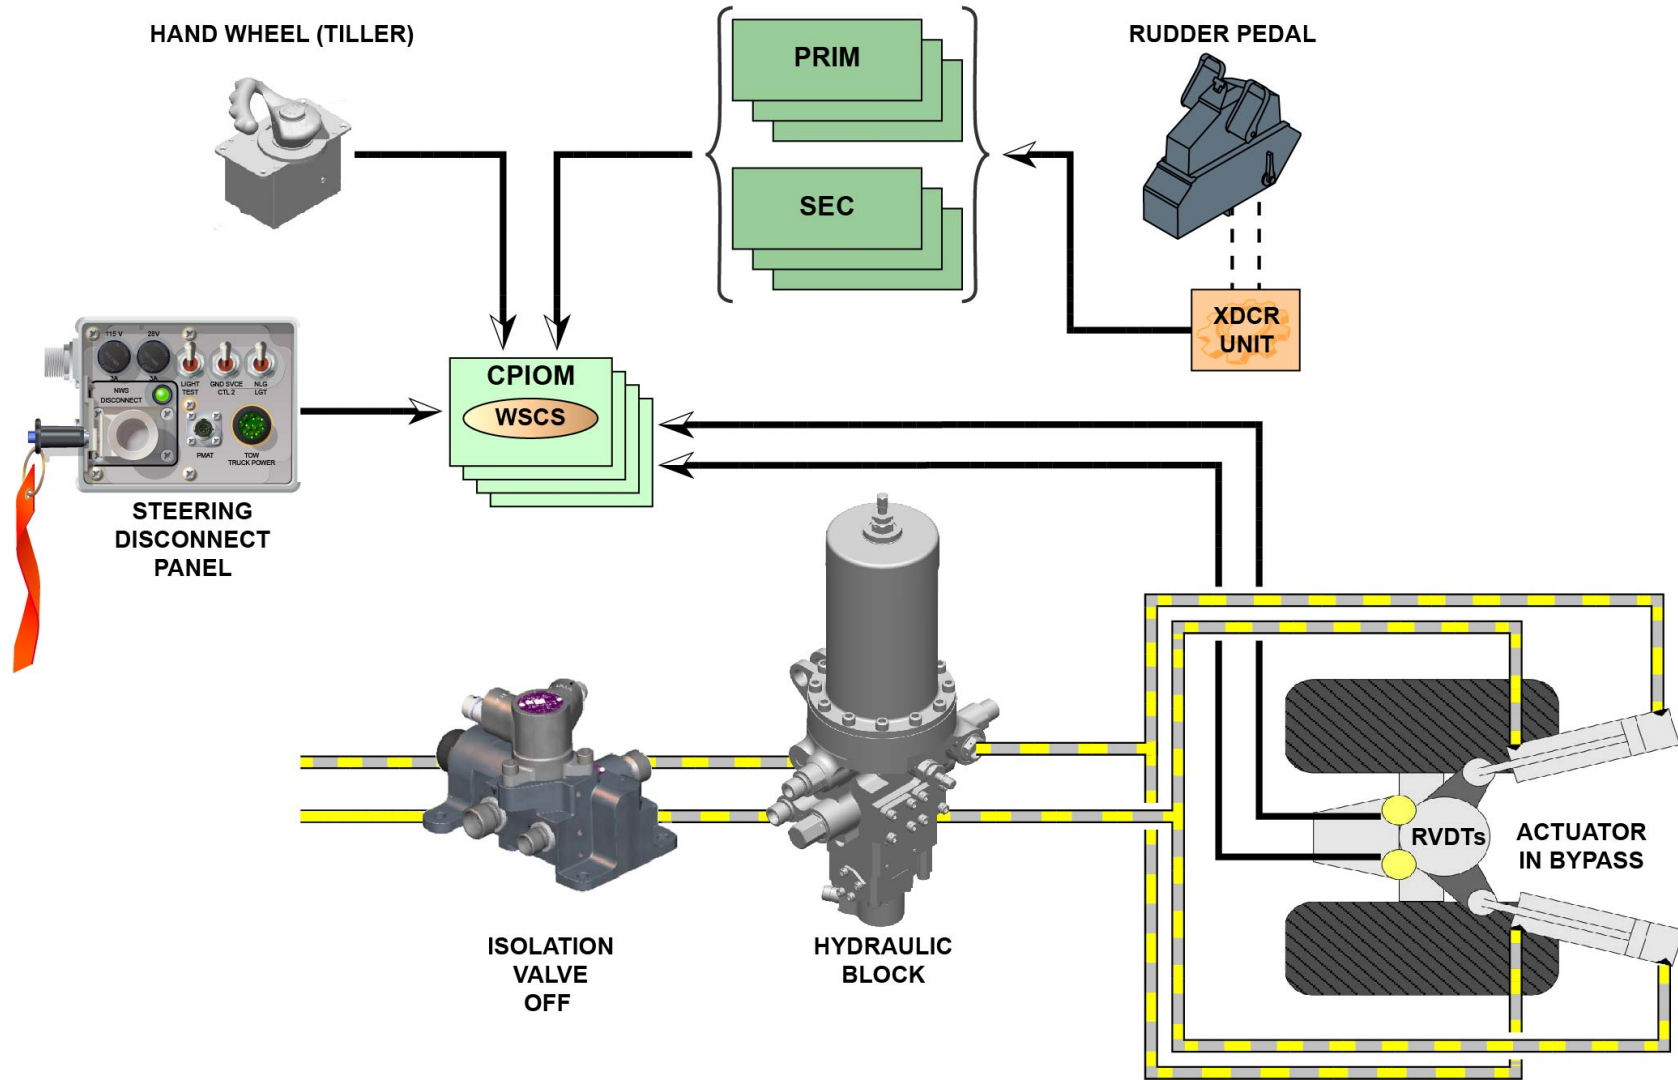 HAND WHEEL (TILLER)
PRIM
SEC
RUDDER PEDAL
XDCR
UNIT
115 V
28V
3A
3A
LIGHT
TEST
GND SVCE
CTL 2
NLG
LGT
NWS
DISCONNECT
PMAT
TOW
TRUCK POWER
STEERING
DISCONNECT
PANEL
CPIOM
WSCS
ISOLATION
VALVE
OFF
HYDRAULIC
BLOCK
RVDTs
ACTUATOR
IN BYPASS